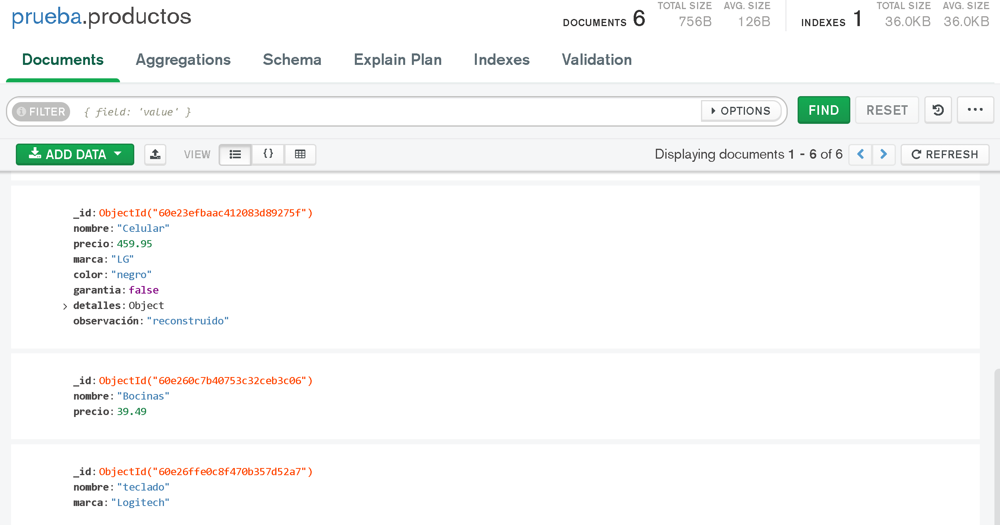 prueba.productos
DOCUMENTS 6 TOTAL SIZE 756B AVG. SIZE 126B INDEXES 1 TOTAL SIZE 36.0KB AVG. SIZE 36.0KB
Documents Aggregations Schema Explain Plan Indexes Validation
FILTER { field: 'value' } OPTIONS FIND RESET ...
ADD DATA VIEW {} Displaying documents 1 - 6 of 6 REFRESH
_id: ObjectId("60e23efbaac412083d89275f")
nombre: "Celular"
precio: 459.95
marca: "LG"
color: "negro"
garantia: false
> detalles: Object
observación: "reconstruido"
_id: ObjectId("60e260c7b40753c32ceb3c06")
nombre: "Bocinas"
precio: 39.49
_id: ObjectId("60e26ffe0c8f470b357d52a7")
nombre: "teclado"
marca: "Logitech"